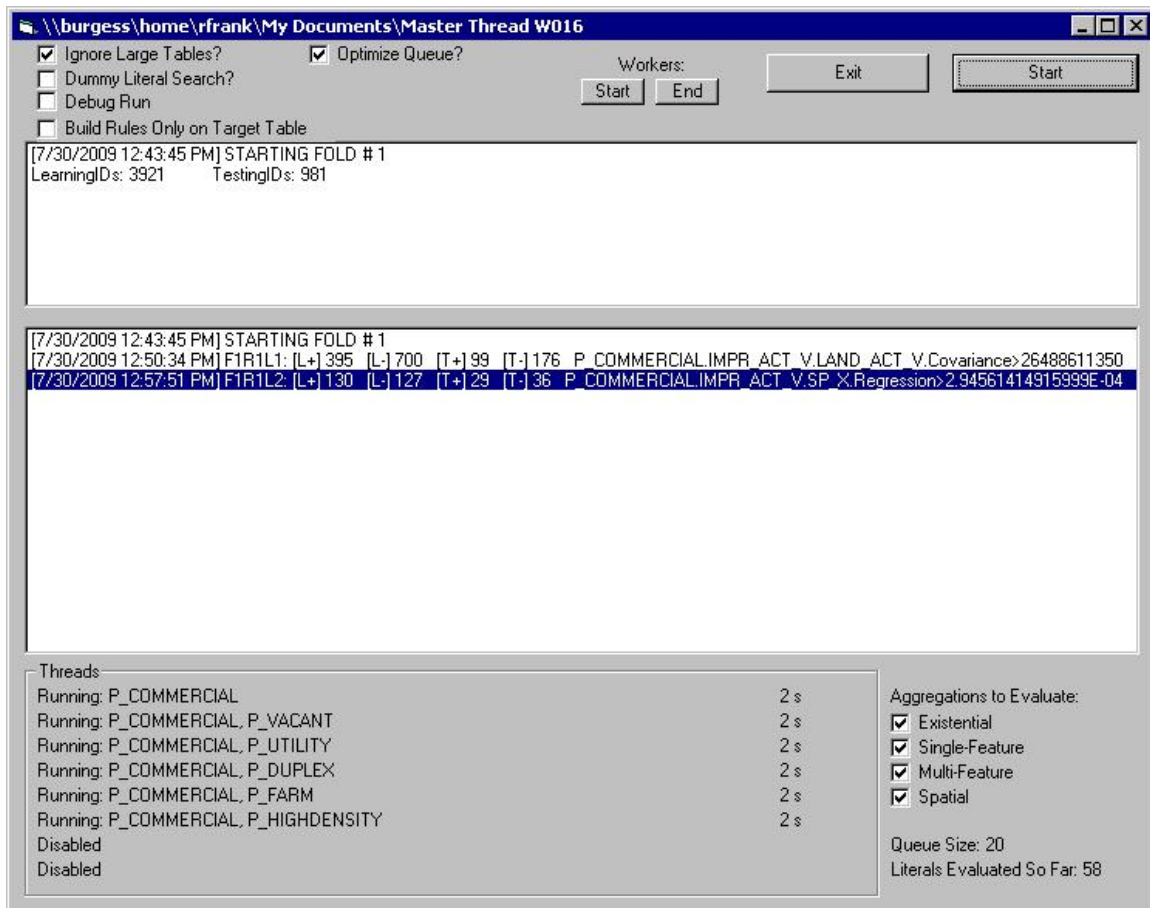 \\burgess\home\rfrank\My Documents\Master Thread W016
Ignore Large Tables?
Optimize Queue?
Dummy Literal Search?
Debug Run
Build Rules Only on Target Table
Workers:
Start
End
Exit
Start
[7/30/2009 12:43:45 PM] STARTING FOLD # 1
LearningIDs: 3921 TestingIDs: 981
[7/30/2009 12:43:45 PM] STARTING FOLD # 1
[7/30/2009 12:50:34 PM] F1R1L1: [L+] 395 [L-] 700 [T+] 99 [T-] 176 P_COMMERCIAL.IMPR_ACT_V.LAND_ACT_V.Covariance>26488611350
[7/30/2009 12:57:51 PM] F1R1L2: [L+] 130 [L-] 127 [T+] 29 [T-] 36 P_COMMERCIAL.IMPR_ACT_V.SP_X.Regression>2.94561414915999E-04
Threads
Running: P_COMMERCIAL 2 s
Running: P_COMMERCIAL, P_VACANT 2 s
Running: P_COMMERCIAL, P_UTILITY 2 s
Running: P_COMMERCIAL, P_DUPLEX 2 s
Running: P_COMMERCIAL, P_FARM 2 s
Running: P_COMMERCIAL, P_HIGHDENSITY 2 s
Disabled
Disabled
Aggregations to Evaluate:
Existential
Single-Feature
Multi-Feature
Spatial
Queue Size: 20
Literals Evaluated So Far: 58